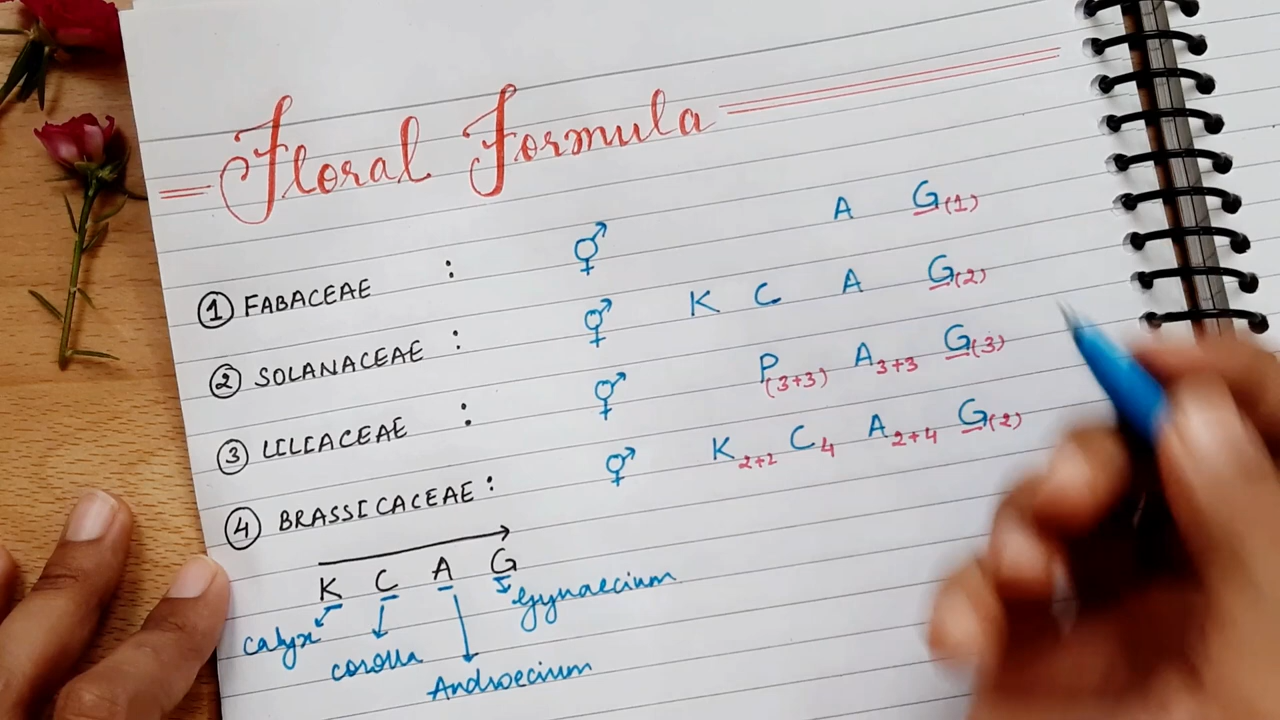 Floral Formula
① FABACEAE : ⚥ A G(1)
② SOLANACEAE : ⚥ K C A G(2)
③ LILIACEAE : ⚥ P(3+3) A3+3 G(3)
④ BRASSICACEAE : ⚥ K2+2 C4 A2+4 G(2)
K C A G
calyx corolla Androecium Gynaecium